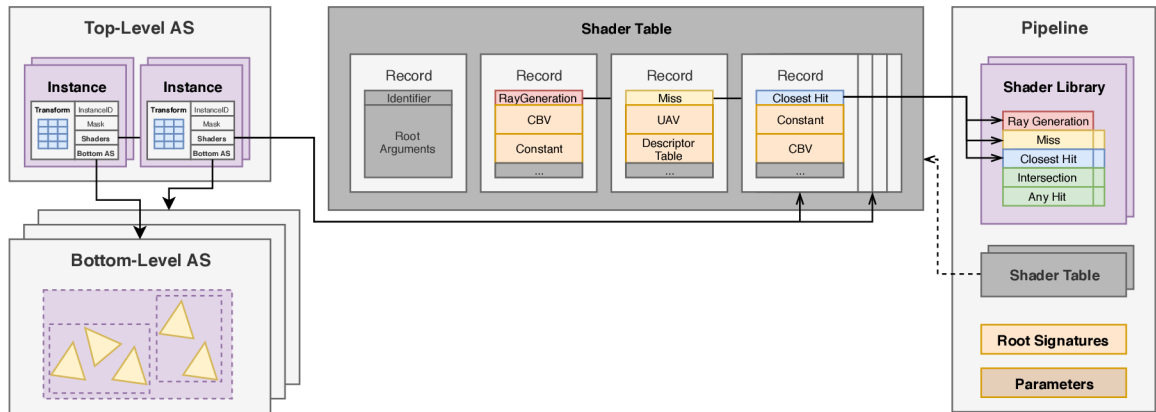 Top-Level AS
Instance
Transform
InstanceID
Mask
Shaders
Bottom AS
Instance
Transform
InstanceID
Mask
Shaders
Bottom AS
Bottom-Level AS
Shader Table
Record
Identifier
Root
Arguments
Record
RayGeneration
CBV
Constant
...
Record
Miss
UAV
Descriptor
Table
...
Record
Closest Hit
Constant
CBV
...
Pipeline
Shader Library
Ray Generation
Miss
Closest Hit
Intersection
Any Hit
Shader Table
Root Signatures
Parameters